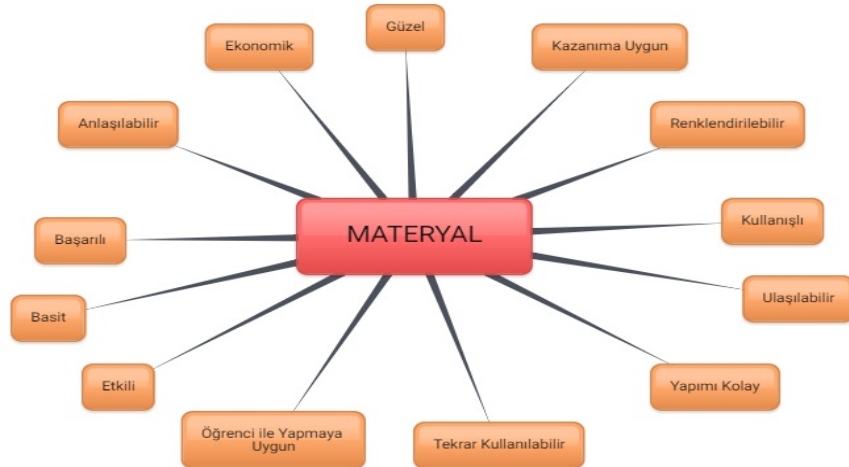 Güzel
Ekonomik
Kazanıma Uygun
Anlaşılabilir
Renklendirilebilir
MATERYAL
Kullanışlı
Başarılı
Ulaşılabilir
Basit
Etkili
Yapımı Kolay
Öğrenci ile Yapmaya
Uygun
Tekrar Kullanılabilir